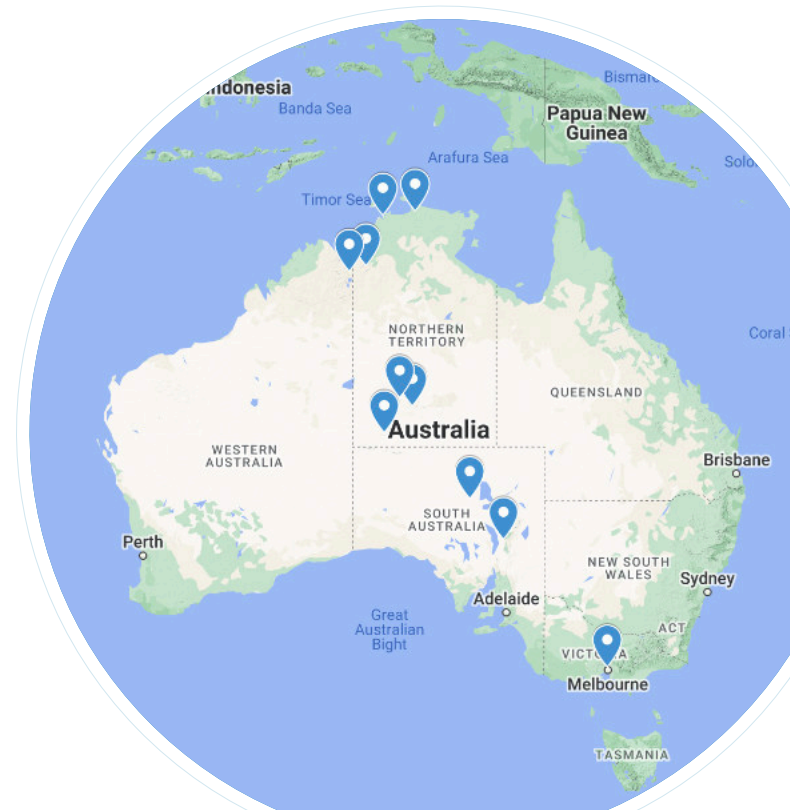 Indonesia
Bismarc
Banda Sea
Papua New
Guinea
Arafura Sea
Solo
Timor Sea
Coral
NORTHERN
TERRITORY
QUEENSLAND
Australia
WESTERN
AUSTRALIA
Brisbane
SOUTH
AUSTRALIA
Perth
NEW SOUTH
WALES
Sydney
Adelaide
Great
Australian
Bight
ACT
VICTORIA
Melbourne
TASMANIA